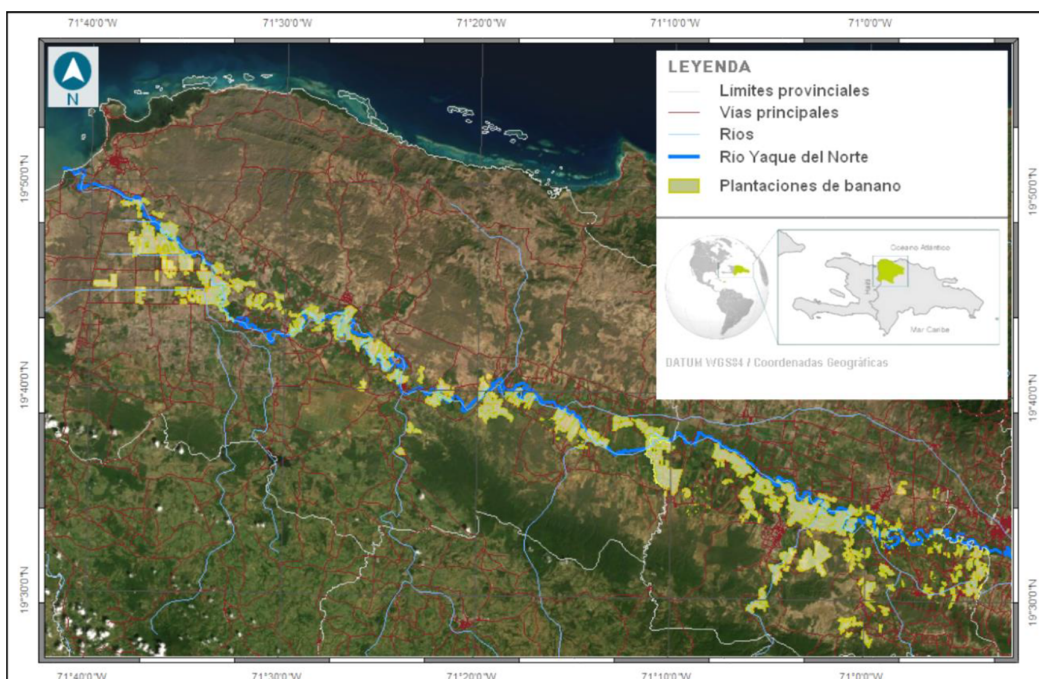 71°40'0"W 71°30'0"W 71°20'0"W 71°10'0"W 71°0'0"W
N
LEYENDA
Límites provinciales
Vías principales
Ríos
Río Yaque del Norte
Plantaciones de banano
Oceano Atlántico
Haití
Mar Caribe
DATUM WGS84 / Coordenadas Geográficas
19°50'0"N
19°40'0"N
19°30'0"N
19°50'0"N
19°40'0"N
19°30'0"N
71°40'0"W 71°30'0"W 71°20'0"W 71°10'0"W 71°0'0"W